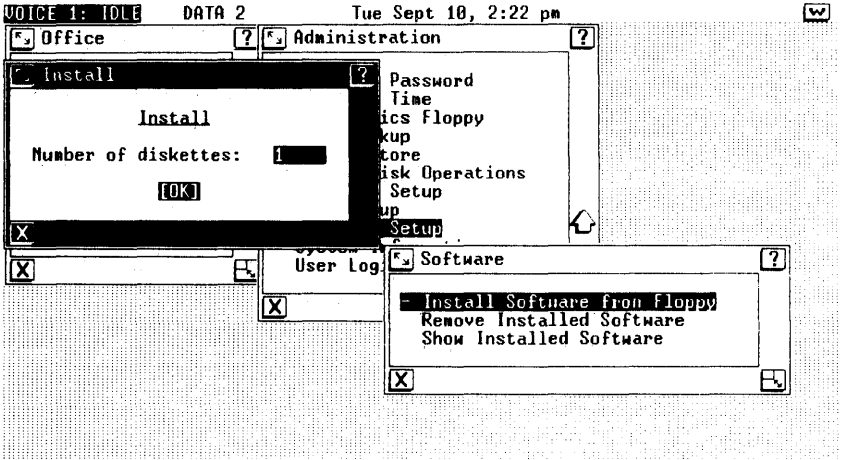 VOICE 1: IDLE DATA 2 Tue Sept 10, 2:22 pm
Office ?
Administration ?
Install ?
Install
Number of diskettes: 1
[OK]
X
Password
Time
ics Floppy
kup
tore
isk Operations
Setup
up
Setup
User Logi
X
X
Software ?
- Install Software from Floppy
Remove Installed Software
Show Installed Software
X